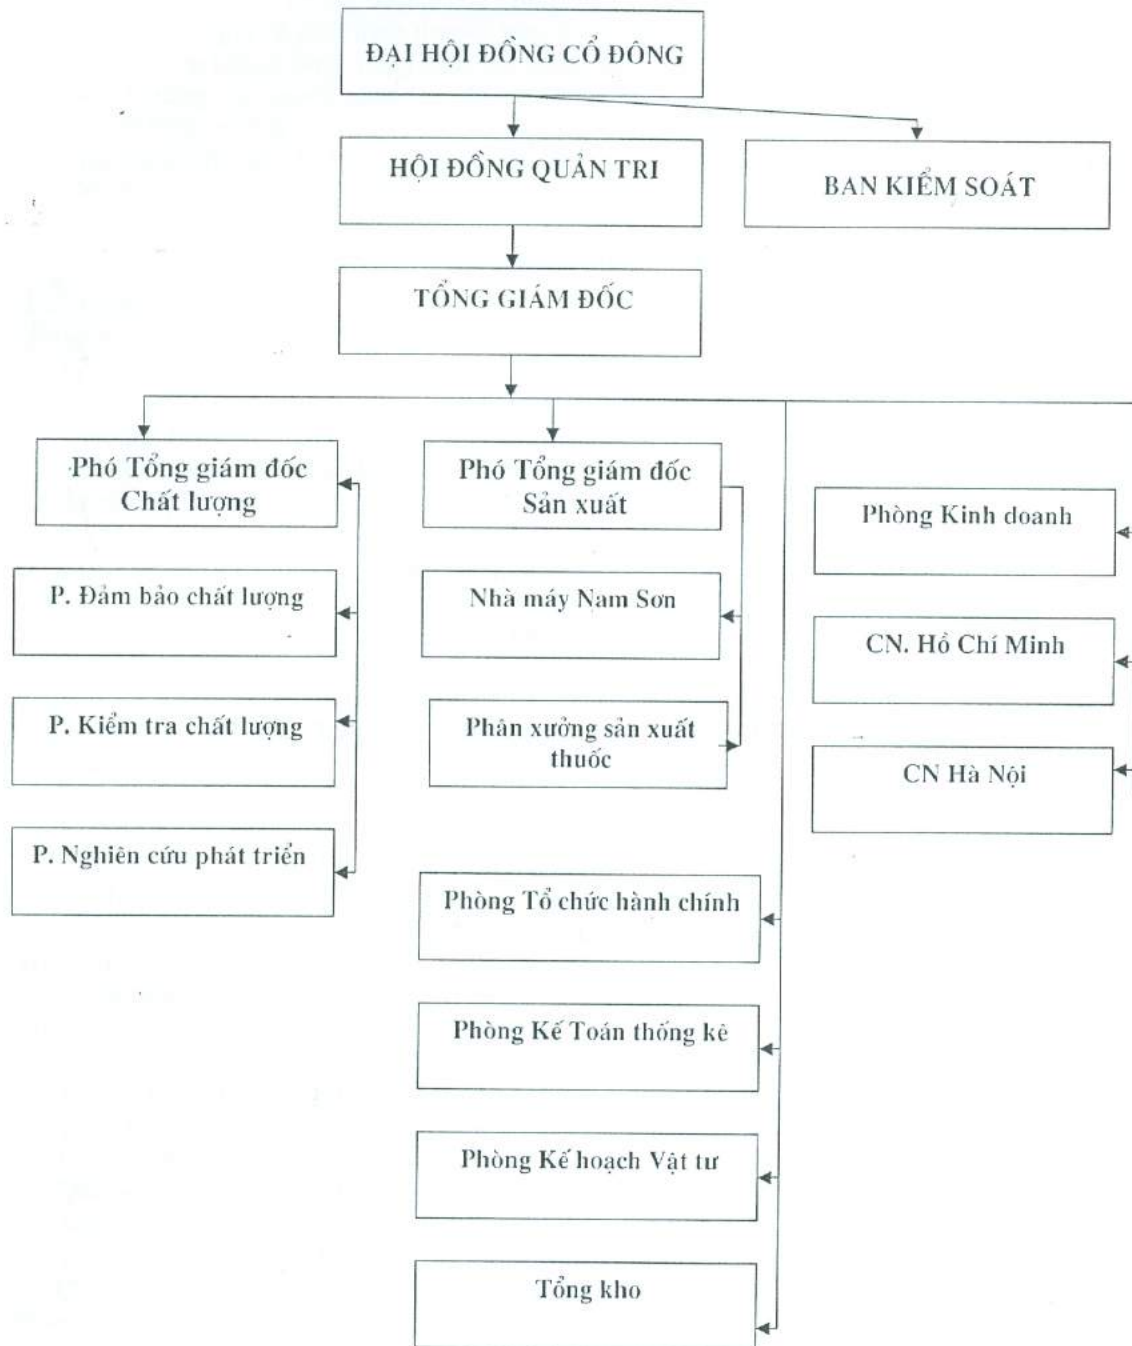 ĐẠI HỘI ĐỒNG CỔ ĐÔNG
HỘI ĐỒNG QUẢN TRI
BAN KIỂM SOÁT
TỔNG GIÁM ĐỐC
Phó Tổng giám đốc
Chất lượng
P. Đảm bảo chất lượng
P. Kiểm tra chất lượng
P. Nghiên cứu phát triển
Phó Tổng giám đốc
Sản xuất
Nhà máy Nam Sơn
Phân xưởng sản xuất
thuốc
Phòng Tổ chức hành chính
Phòng Kế Toán thống kê
Phòng Kế hoạch Vật tư
Tổng kho
Phòng Kinh doanh
CN. Hồ Chí Minh
CN Hà Nội